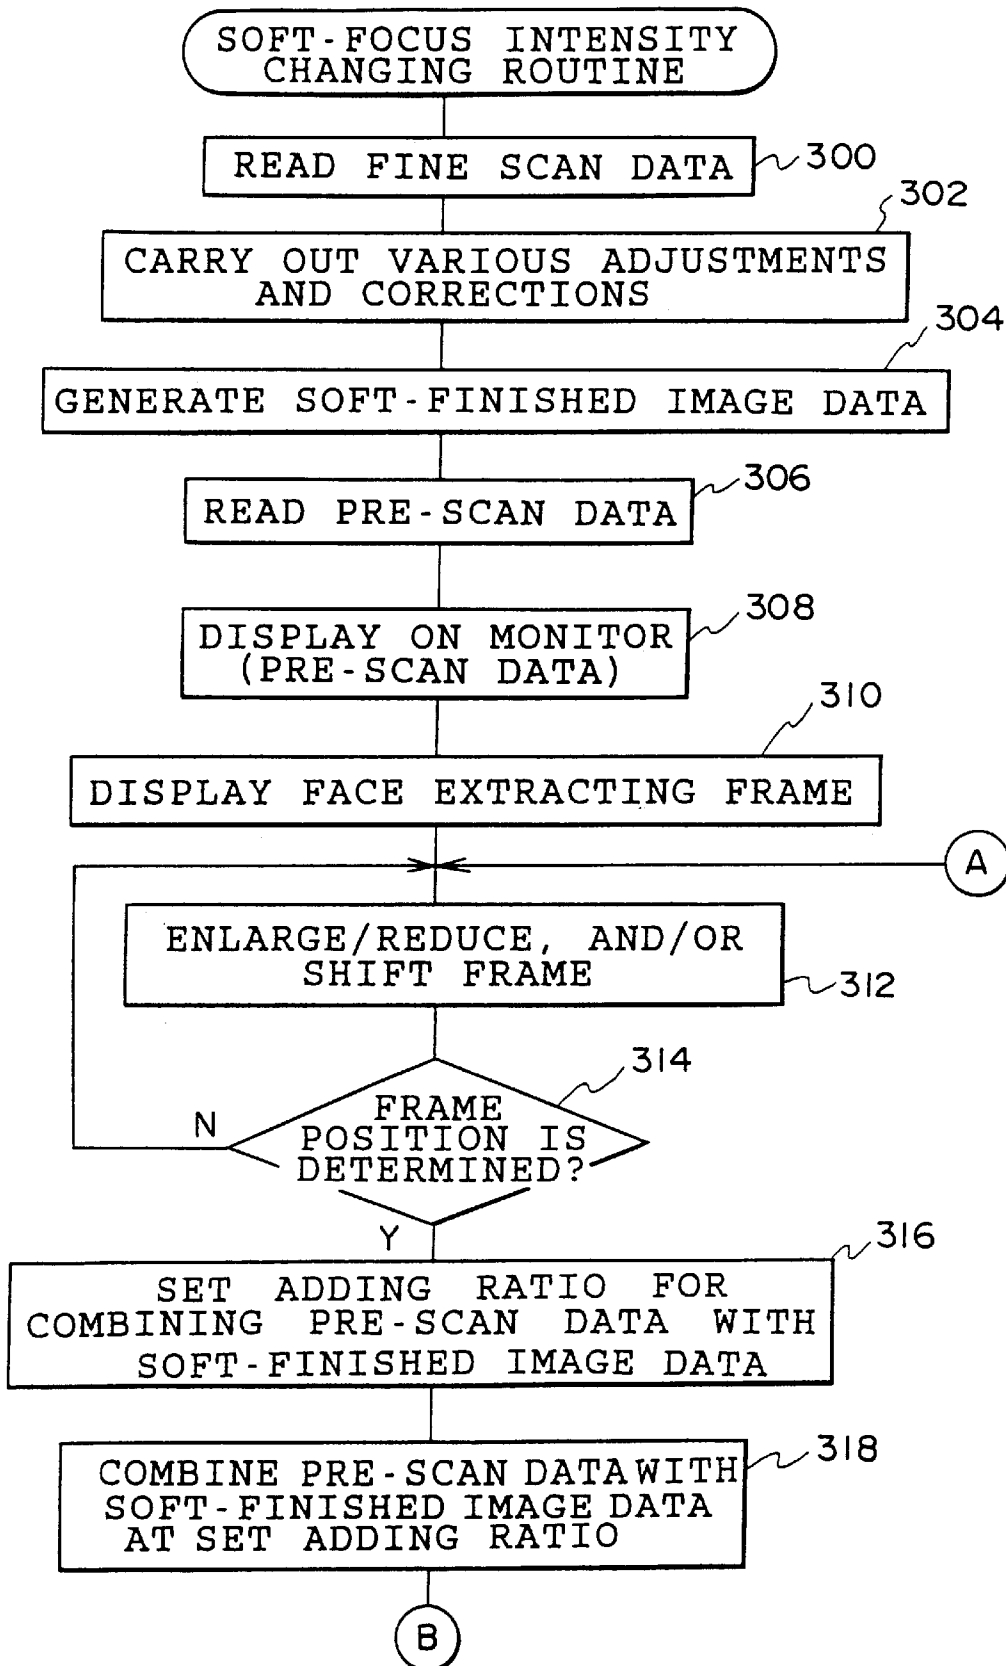 SOFT-FOCUS INTENSITY
CHANGING ROUTINE
READ FINE SCAN DATA
300
302
CARRY OUT VARIOUS ADJUSTMENTS
AND CORRECTIONS
304
GENERATE SOFT-FINISHED IMAGE DATA
306
READ PRE-SCAN DATA
308
DISPLAY ON MONITOR
(PRE-SCAN DATA)
310
DISPLAY FACE EXTRACTING FRAME
A
ENLARGE/REDUCE, AND/OR
SHIFT FRAME
312
314
N
FRAME
POSITION IS
DETERMINED?
Y
316
SET ADDING RATIO FOR
COMBINING PRE-SCAN DATA WITH
SOFT-FINISHED IMAGE DATA
318
COMBINE PRE-SCAN DATA WITH
SOFT-FINISHED IMAGE DATA
AT SET ADDING RATIO
B